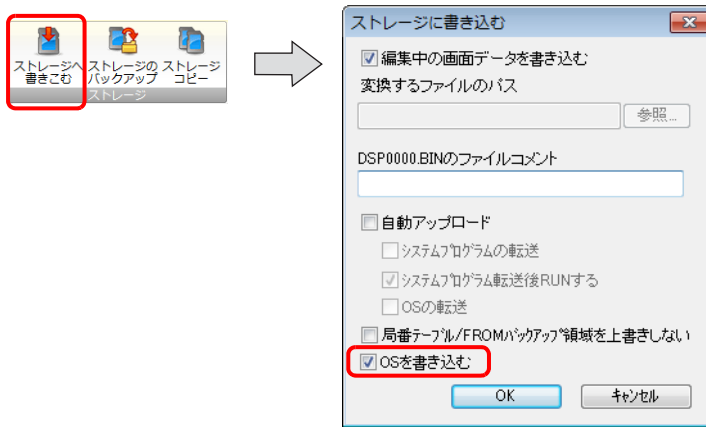 ストレージへ 書きこむ
ストレージの バックアップ
ストレージ コピー
ストレージ
ストレージに書き込む
編集中の画面データを書き込む
変換するファイルのパス
参照...
DSP0000.BINのファイルコメント
自動アップロード
システムプログラムの転送
システムプログラム転送後RUNする
OSの転送
局番テーブル/FROMバックアップ領域を上書きしない
OSを書き込む
OK
キャンセル